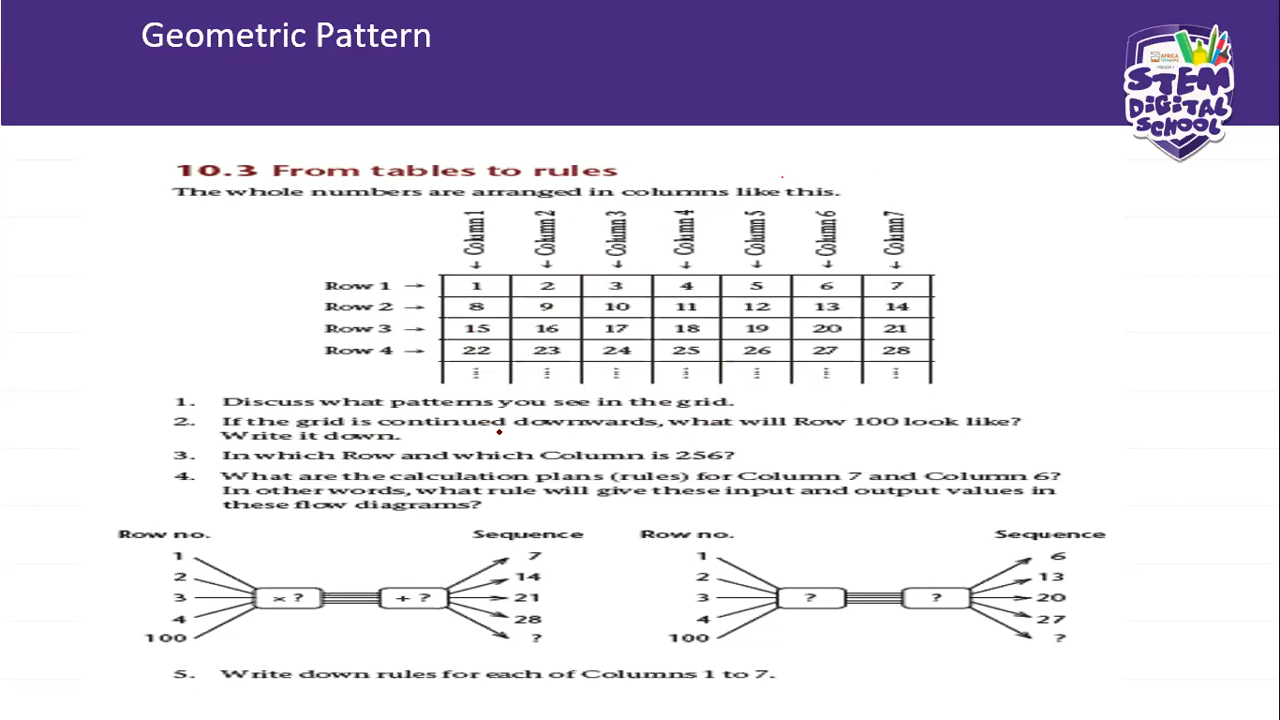 Geometric Pattern
AFRICA
STEM
DIGITAL
SCHOOL
10.3 From tables to rules
The whole numbers are arranged in columns like this.
Column 1 Column 2 Column 3 Column 4 Column 5 Column 6 Column 7
Row 1 → 1 2 3 4 5 6 7
Row 2 → 8 9 10 11 12 13 14
Row 3 → 15 16 17 18 19 20 21
Row 4 → 22 23 24 25 26 27 28
1. Discuss what patterns you see in the grid.
2. If the grid is continued downwards, what will Row 100 look like?
Write it down.
3. In which Row and which Column is 256?
4. What are the calculation plans (rules) for Column 7 and Column 6?
In other words, what rule will give these input and output values in
these flow diagrams?
Row no. Sequence Row no. Sequence
1 7 1 6
2 14 2 13
3 × ? + ? 21 3 ? ? 20
4 28 4 27
100 ? 100 ?
5. Write down rules for each of Columns 1 to 7.